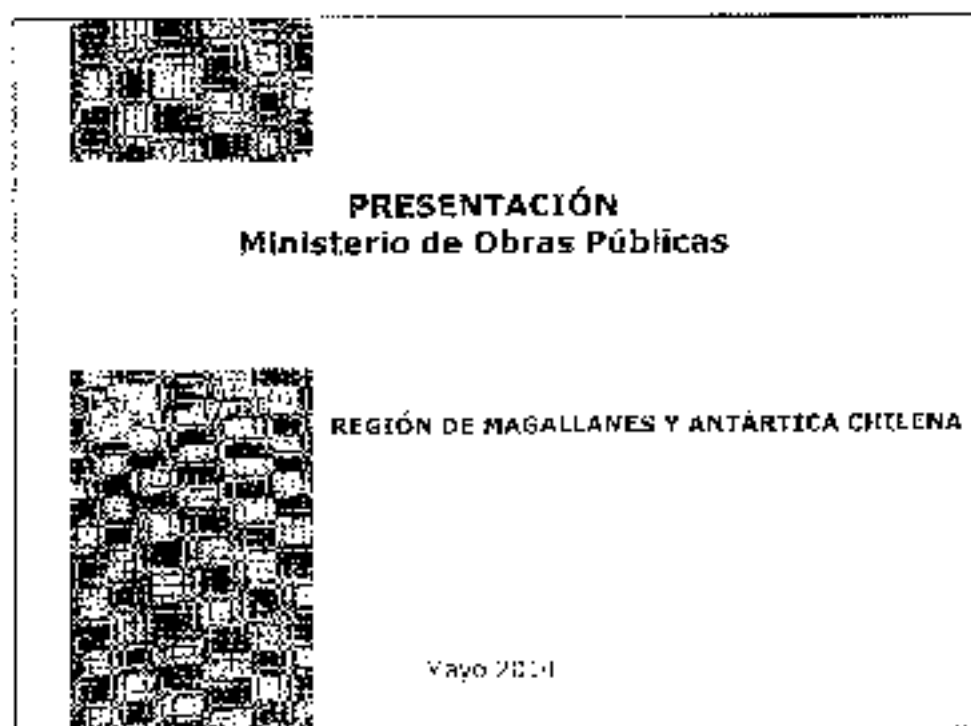 PRESENTACIÓN
Ministerio de Obras Públicas
REGIÓN DE MAGALLANES Y ANTÁRTICA CHILENA
Mayo